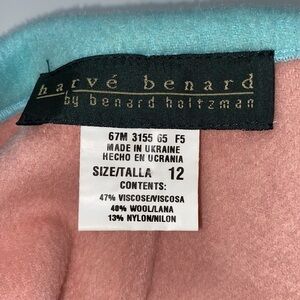 harvé benard
by benard holtzman
67M 3155 65 F5
MADE IN UKRAINE
HECHO EN UCRANIA
SIZE/TALLA 12
CONTENTS:
47% VISCOSE/VISCOSA
40% WOOL/LANA
13% NYLON/NILON